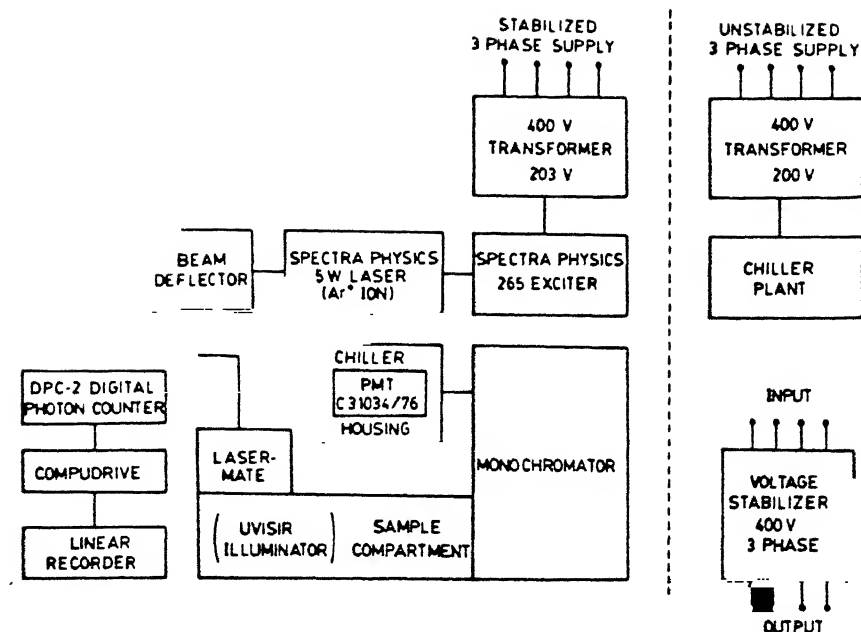 STABILIZED
3 PHASE SUPPLY
UNSTABILIZED
3 PHASE SUPPLY
400 V
TRANSFORMER
203 V
400 V
TRANSFORMER
200 V
BEAM
DEFLECTOR
SPECTRA PHYSICS
5W LASER
(Ar° ION)
SPECTRA PHYSICS
265 EXCITER
CHILLER
PLANT
DPC-2 DIGITAL
PHOTON COUNTER
COMPUDRIVE
LINEAR
RECORDER
LASER-
MATE
CHILLER
PMT
C31034/76
HOUSING
MONOCHROMATOR
(UVISIR
ILLUMINATOR)
SAMPLE
COMPARTMENT
INPUT
VOLTAGE
STABILIZER
400 V
3 PHASE
OUTPUT